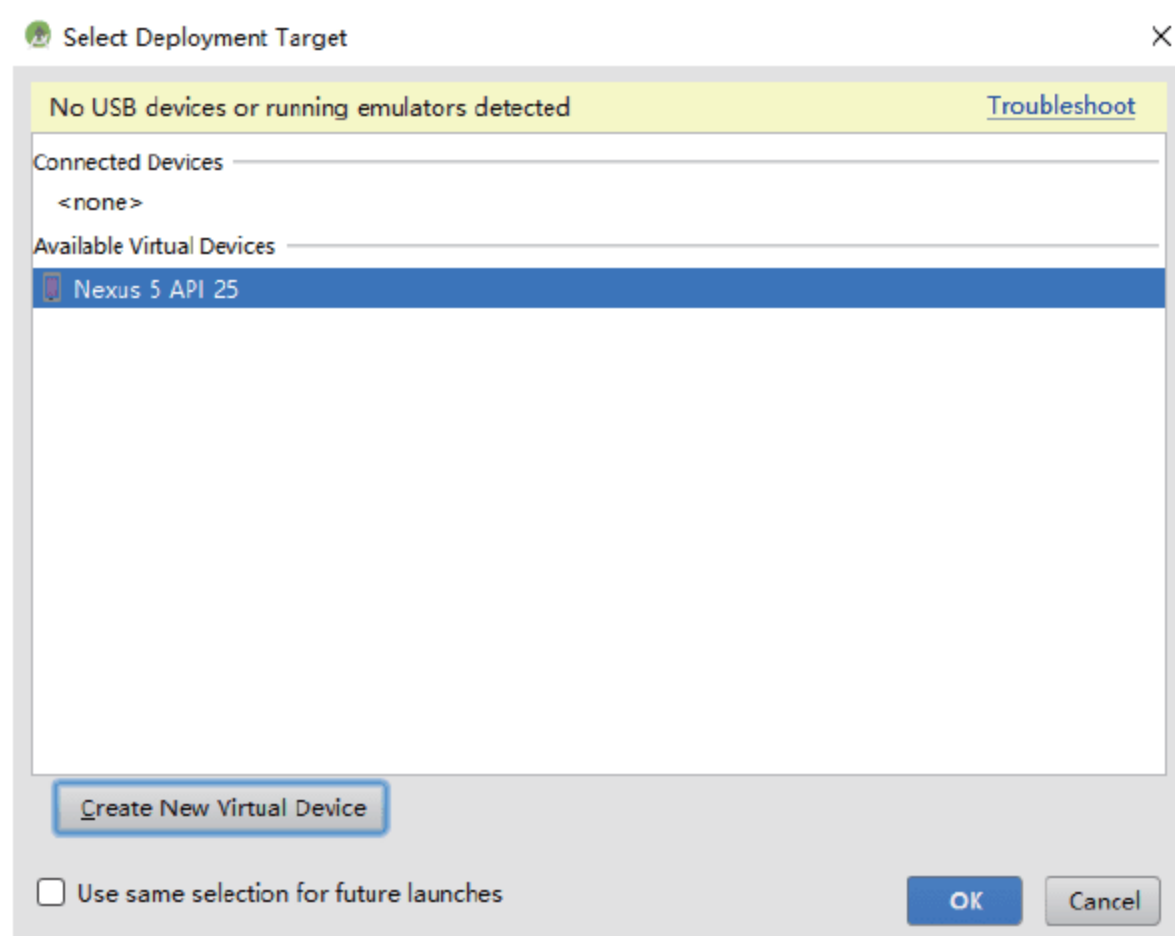 Select Deployment Target
No USB devices or running emulators detected Troubleshoot
Connected Devices
<none>
Available Virtual Devices
Nexus 5 API 25
Create New Virtual Device
Use same selection for future launches
OK Cancel